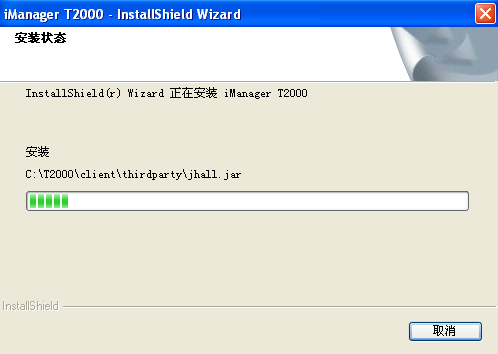 iManager T2000 - InstallShield Wizard
安装状态
InstallShield(r) Wizard 正在安装 iManager T2000
安装
C:\T2000\client\thirdparty\jhall.jar
InstallShield
取消